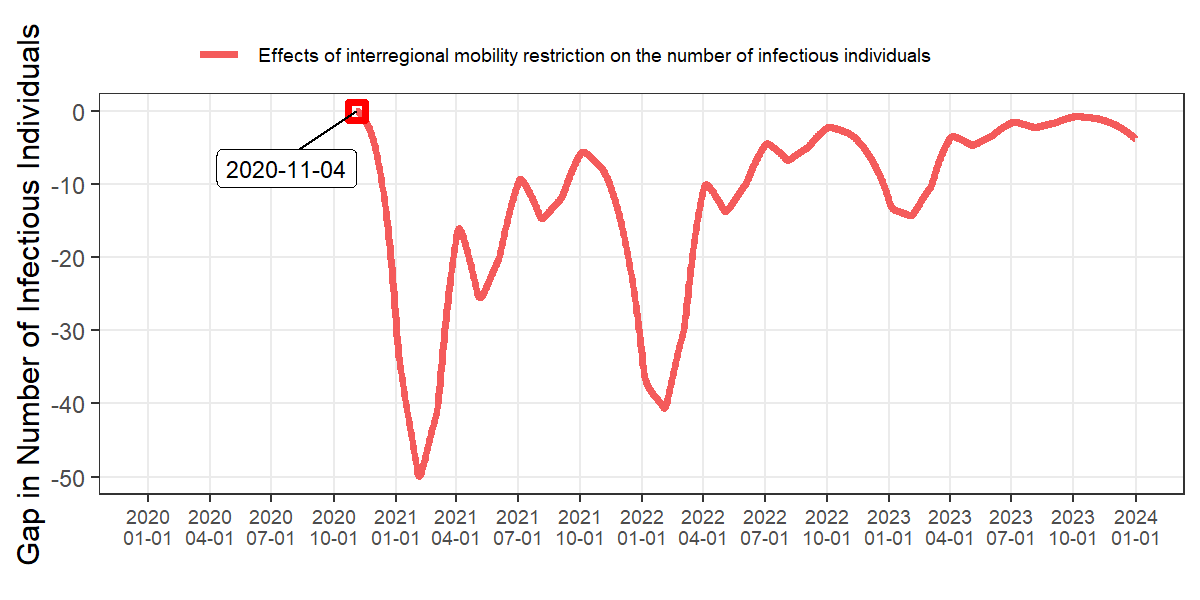 Effects of interregional mobility restriction on the number of infectious individuals
Gap in Number of Infectious Individuals
0
-10
-20
-30
-40
-50
2020-11-04
2020 2020 2020 2020 2021 2021 2021 2021 2022 2022 2022 2022 2023 2023 2023 2023 2024
01-01 04-01 07-01 10-01 01-01 04-01 07-01 10-01 01-01 04-01 07-01 10-01 01-01 04-01 07-01 10-01 01-01